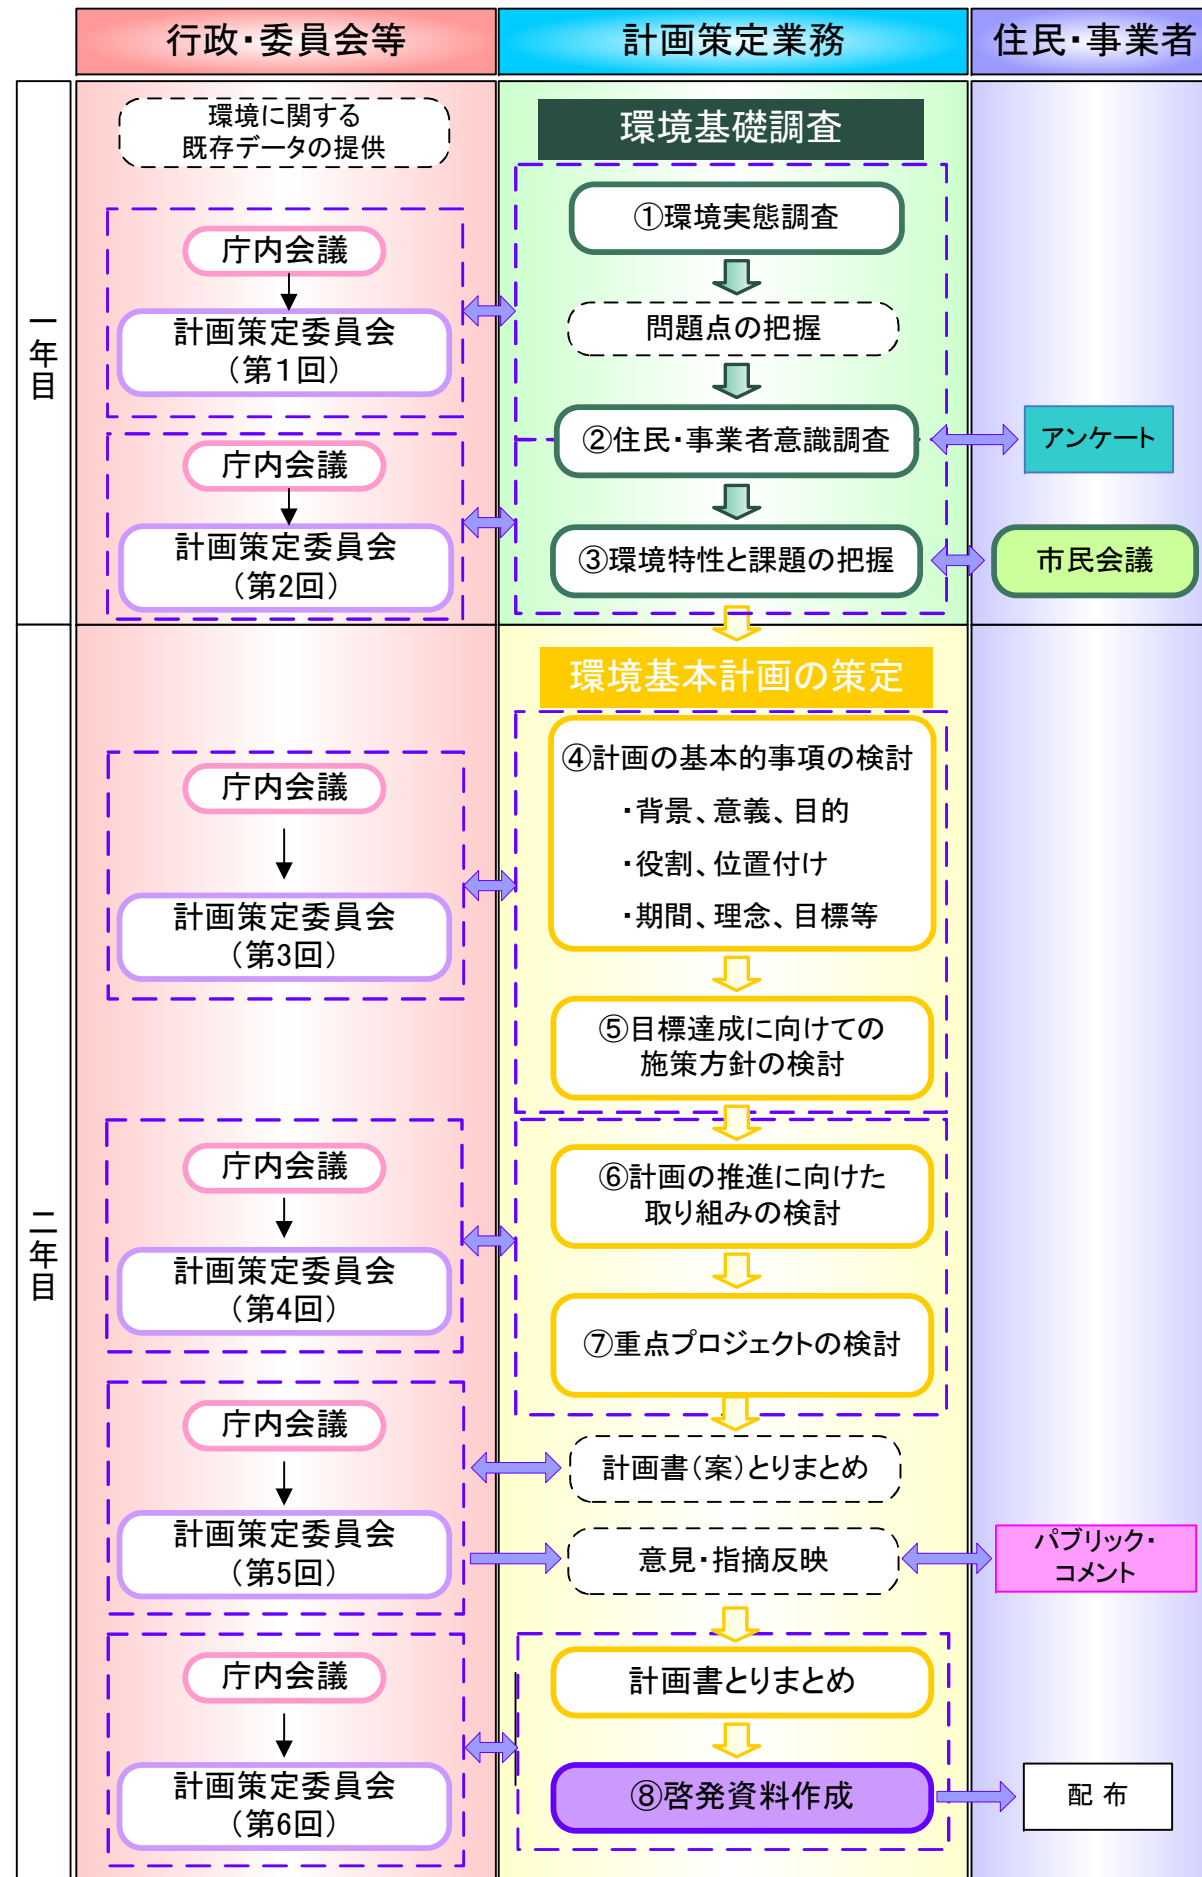 行政・委員会等
計画策定業務
住民・事業者
一年目
環境に関する
既存データの提供
環境基礎調査
①環境実態調査
庁内会議
計画策定委員会
（第１回）
問題点の把握
②住民・事業者意識調査
アンケート
庁内会議
計画策定委員会
（第2回）
③環境特性と課題の把握
市民会議
二年目
環境基本計画の策定
④計画の基本的事項の検討
・背景、意義、目的
・役割、位置付け
・期間、理念、目標等
庁内会議
計画策定委員会
（第3回）
⑤目標達成に向けての
施策方針の検討
庁内会議
計画策定委員会
（第4回）
⑥計画の推進に向けた
取り組みの検討
⑦重点プロジェクトの検討
庁内会議
計画策定委員会
（第5回）
計画書（案）とりまとめ
意見・指摘反映
パブリック・
コメント
庁内会議
計画策定委員会
（第6回）
計画書とりまとめ
⑧啓発資料作成
配 布